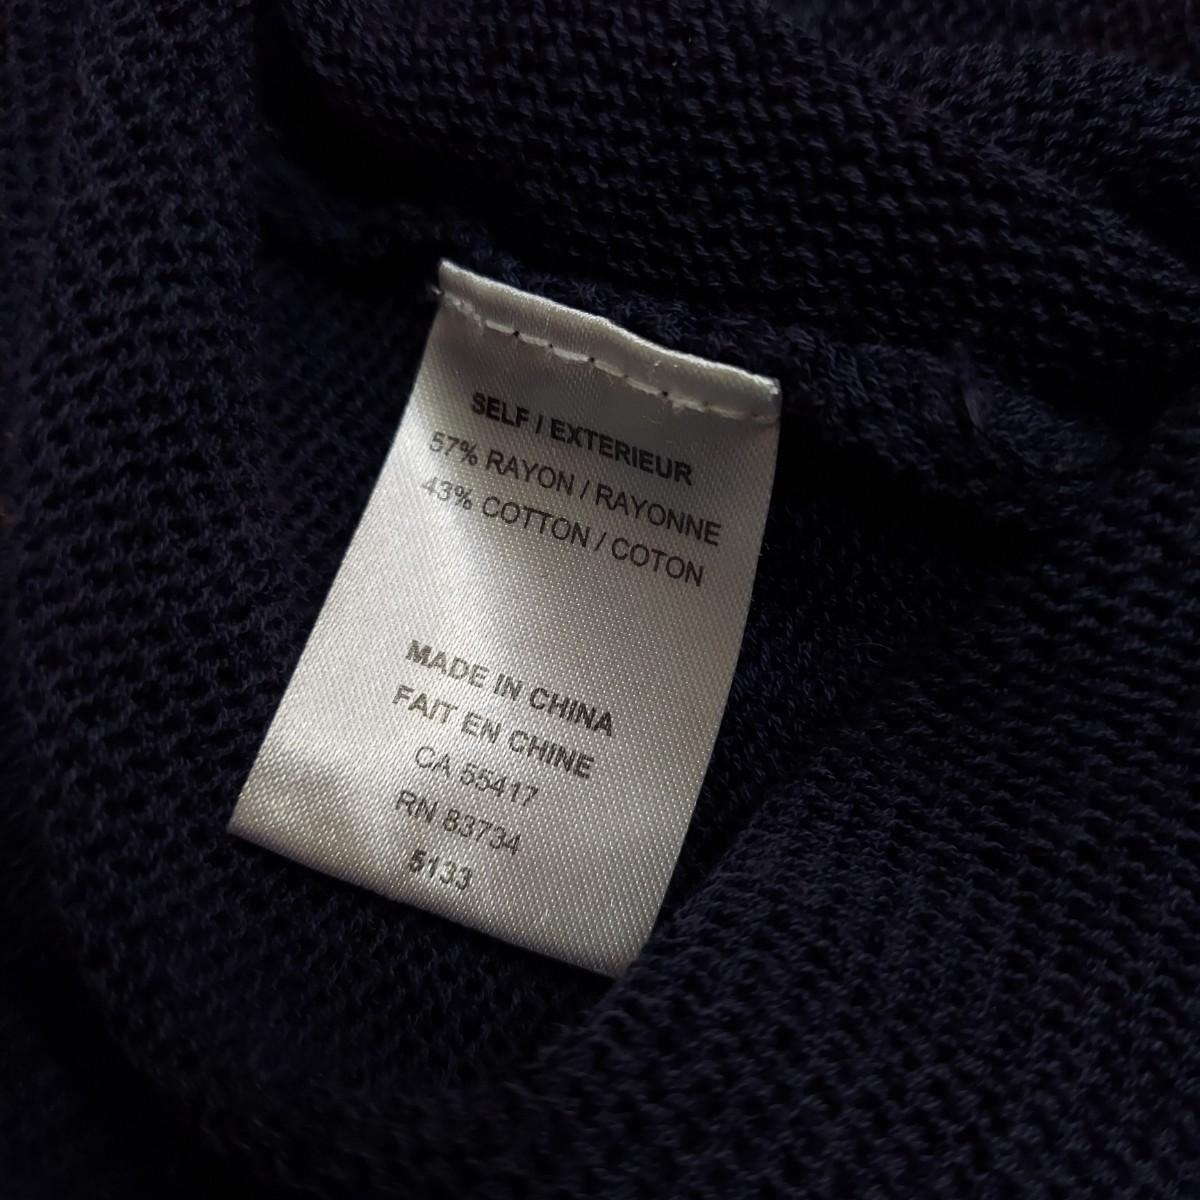 SELF / EXTERIEUR
57% RAYON / RAYONNE
43% COTTON / COTON
MADE IN CHINA
FAIT EN CHINE
CA 55417
RN 83734
5133